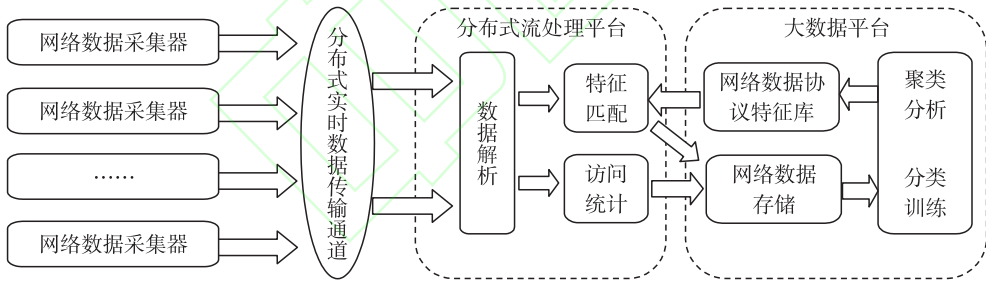 网络数据采集器
网络数据采集器
……
网络数据采集器
分布式实时数据传输通道
分布式流处理平台
数据解析
特征
匹配
访问
统计
大数据平台
网络数据协
议特征库
网络数据
存储
聚类
分析
分类
训练